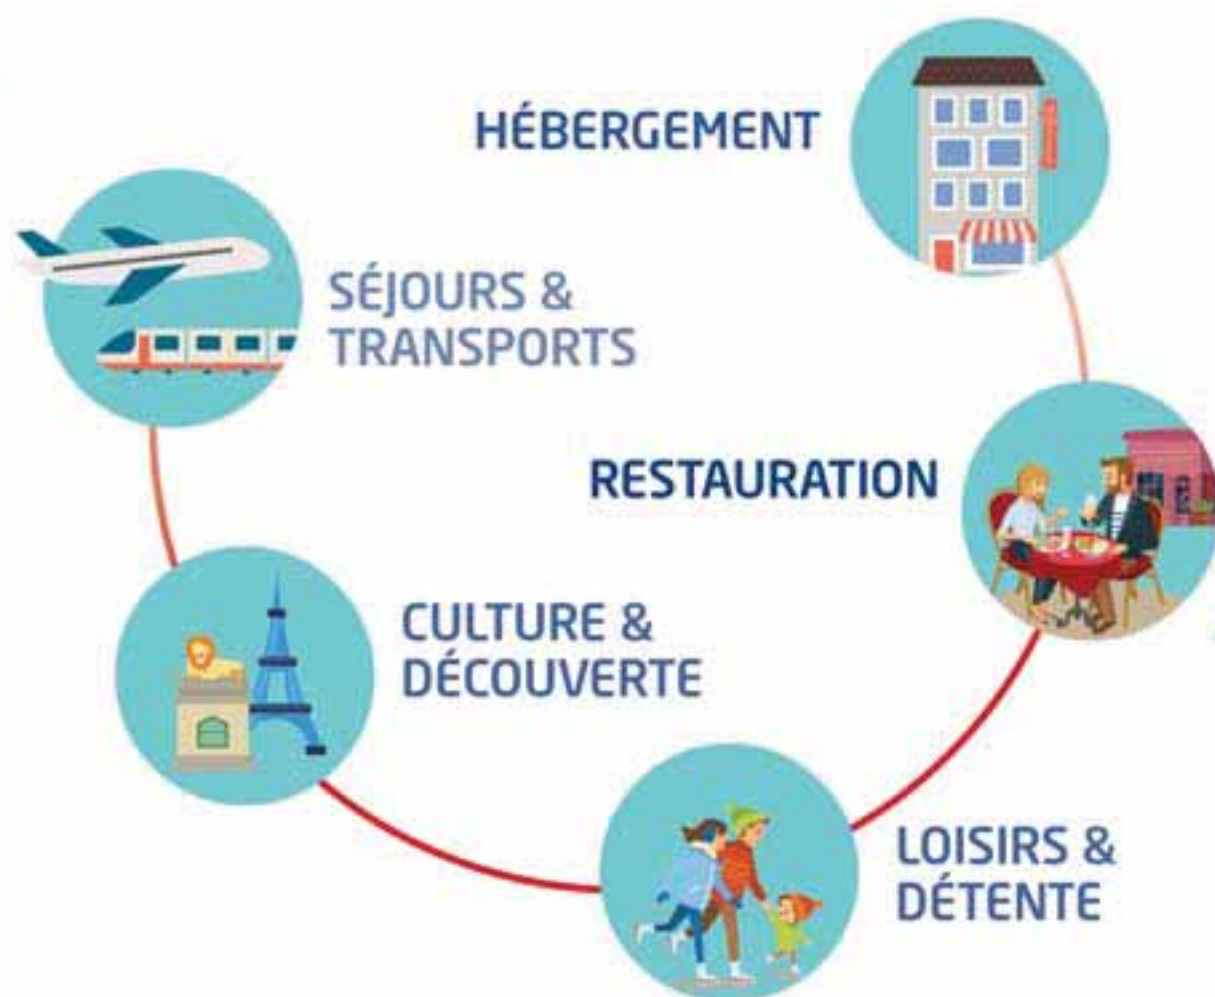 HÉBERGEMENT
SÉJOURS &
TRANSPORTS
RESTAURATION
CULTURE &
DÉCOUVERTE
LOISIRS &
DÉTENTE